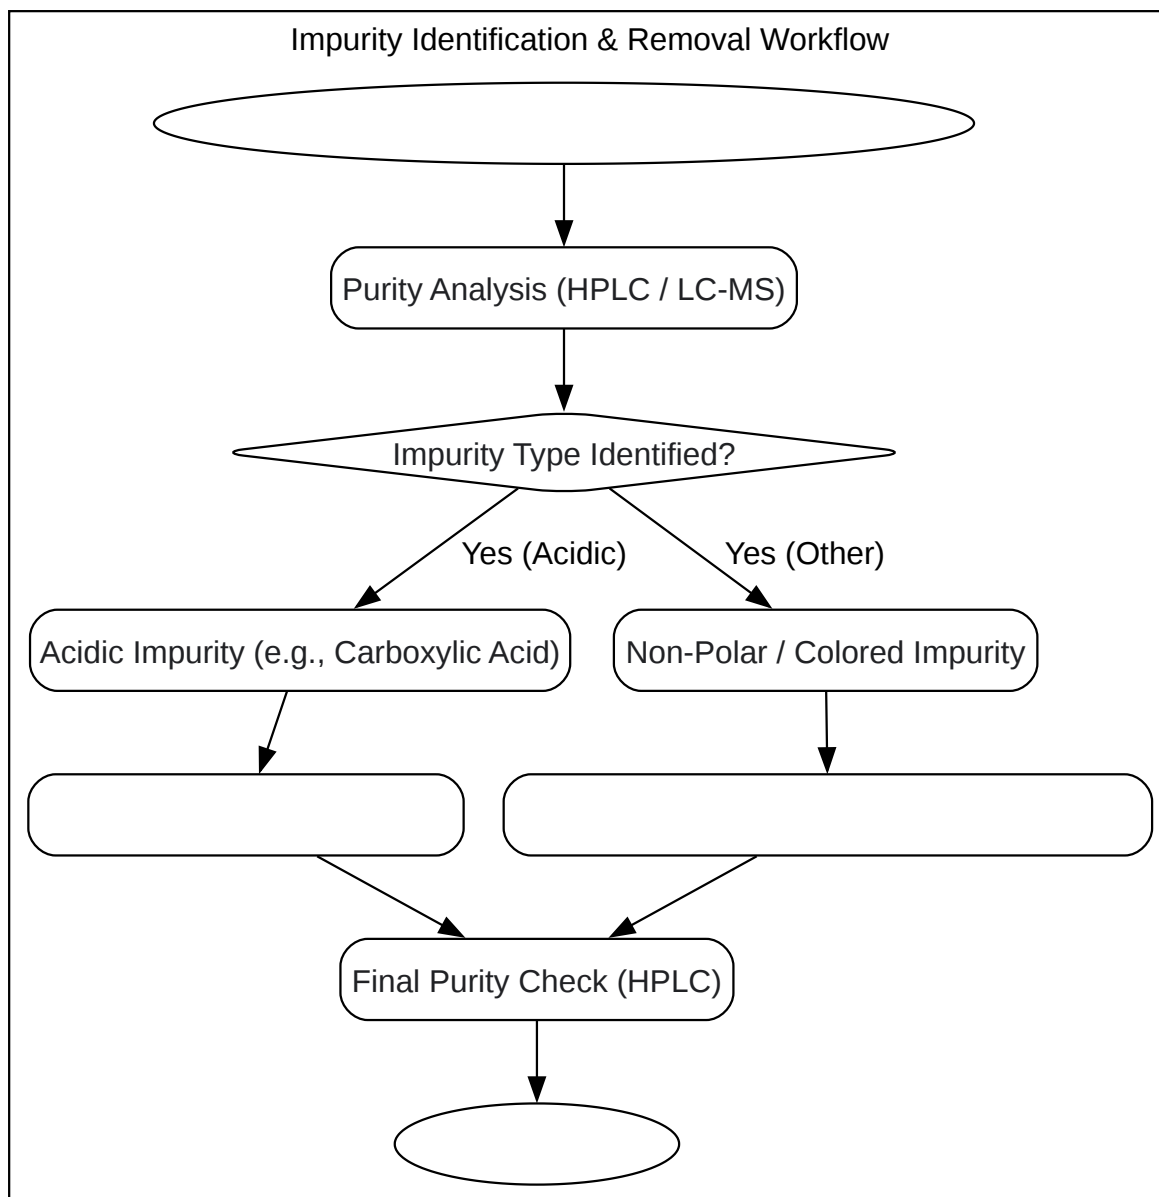 Impurity Identification & Removal Workflow
Purity Analysis (HPLC / LC-MS)
Impurity Type Identified?
Yes (Acidic)
Yes (Other)
Acidic Impurity (e.g., Carboxylic Acid)
Non-Polar / Colored Impurity
Final Purity Check (HPLC)